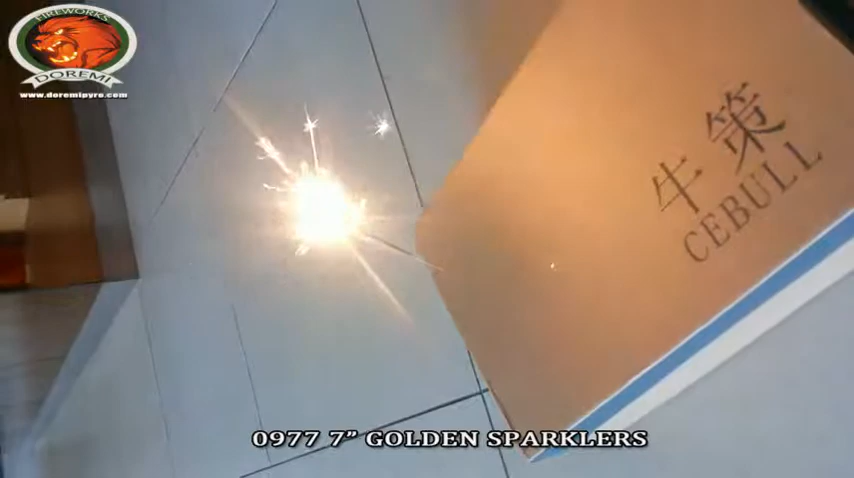 FIREWORKS
DOREMI
www.doremipyro.com
牛策
CEBULL
0977 7” GOLDEN SPARKLERS